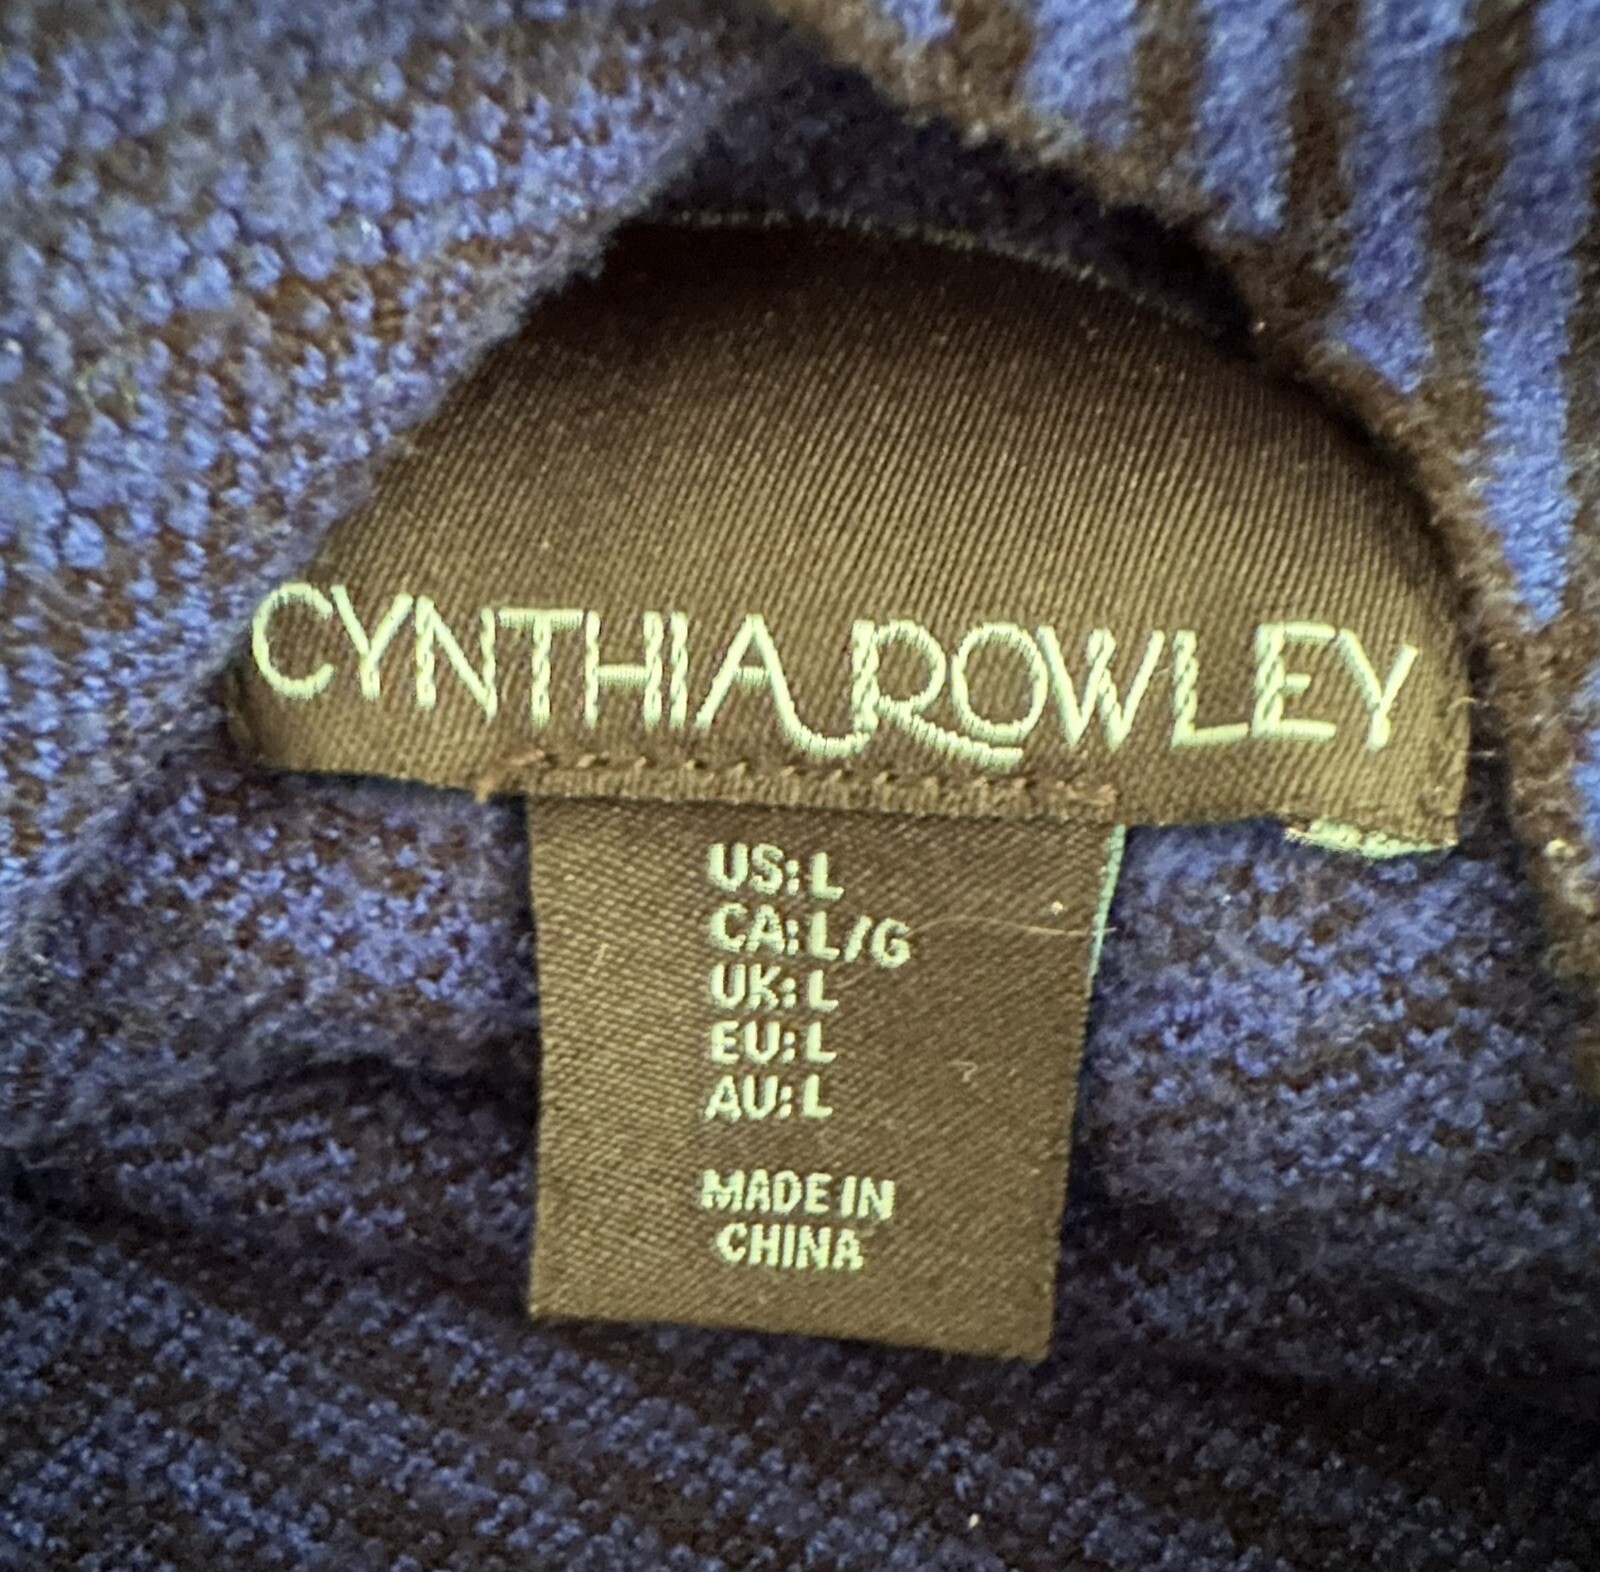 CYNTHIA ROWLEY
US: L
CA: L/G
UK: L
EU: L
AU: L
MADE IN
CHINA